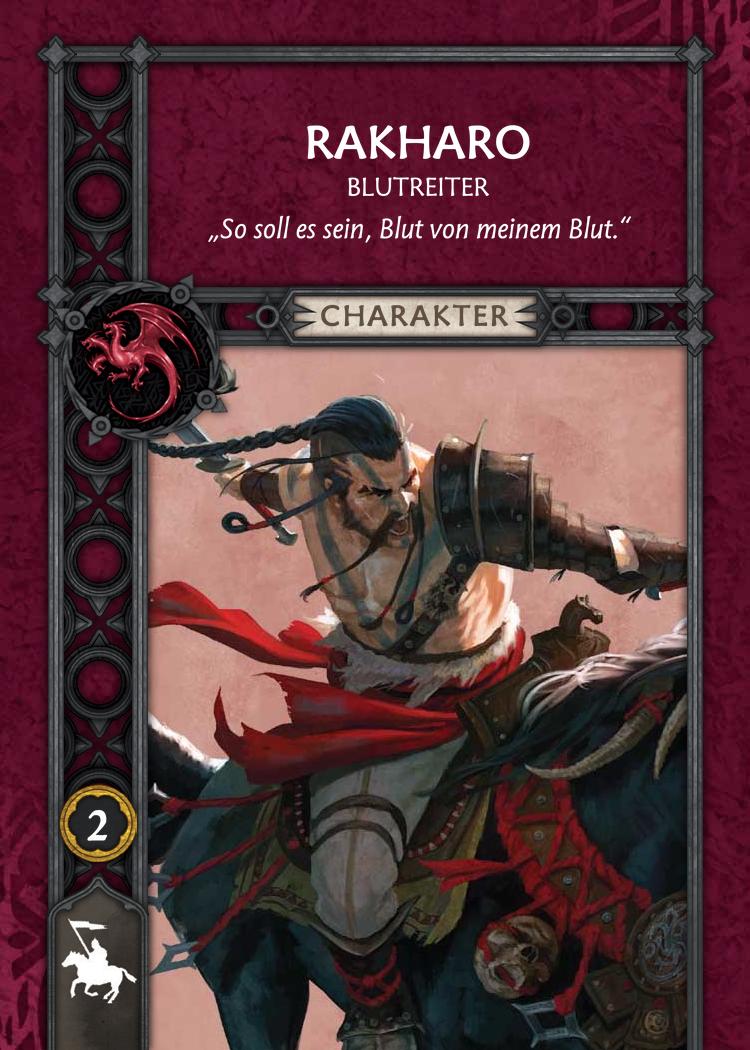 RAKHARO
BLUTREITER
„So soll es sein, Blut von meinem Blut.“
CHARAKTER
2